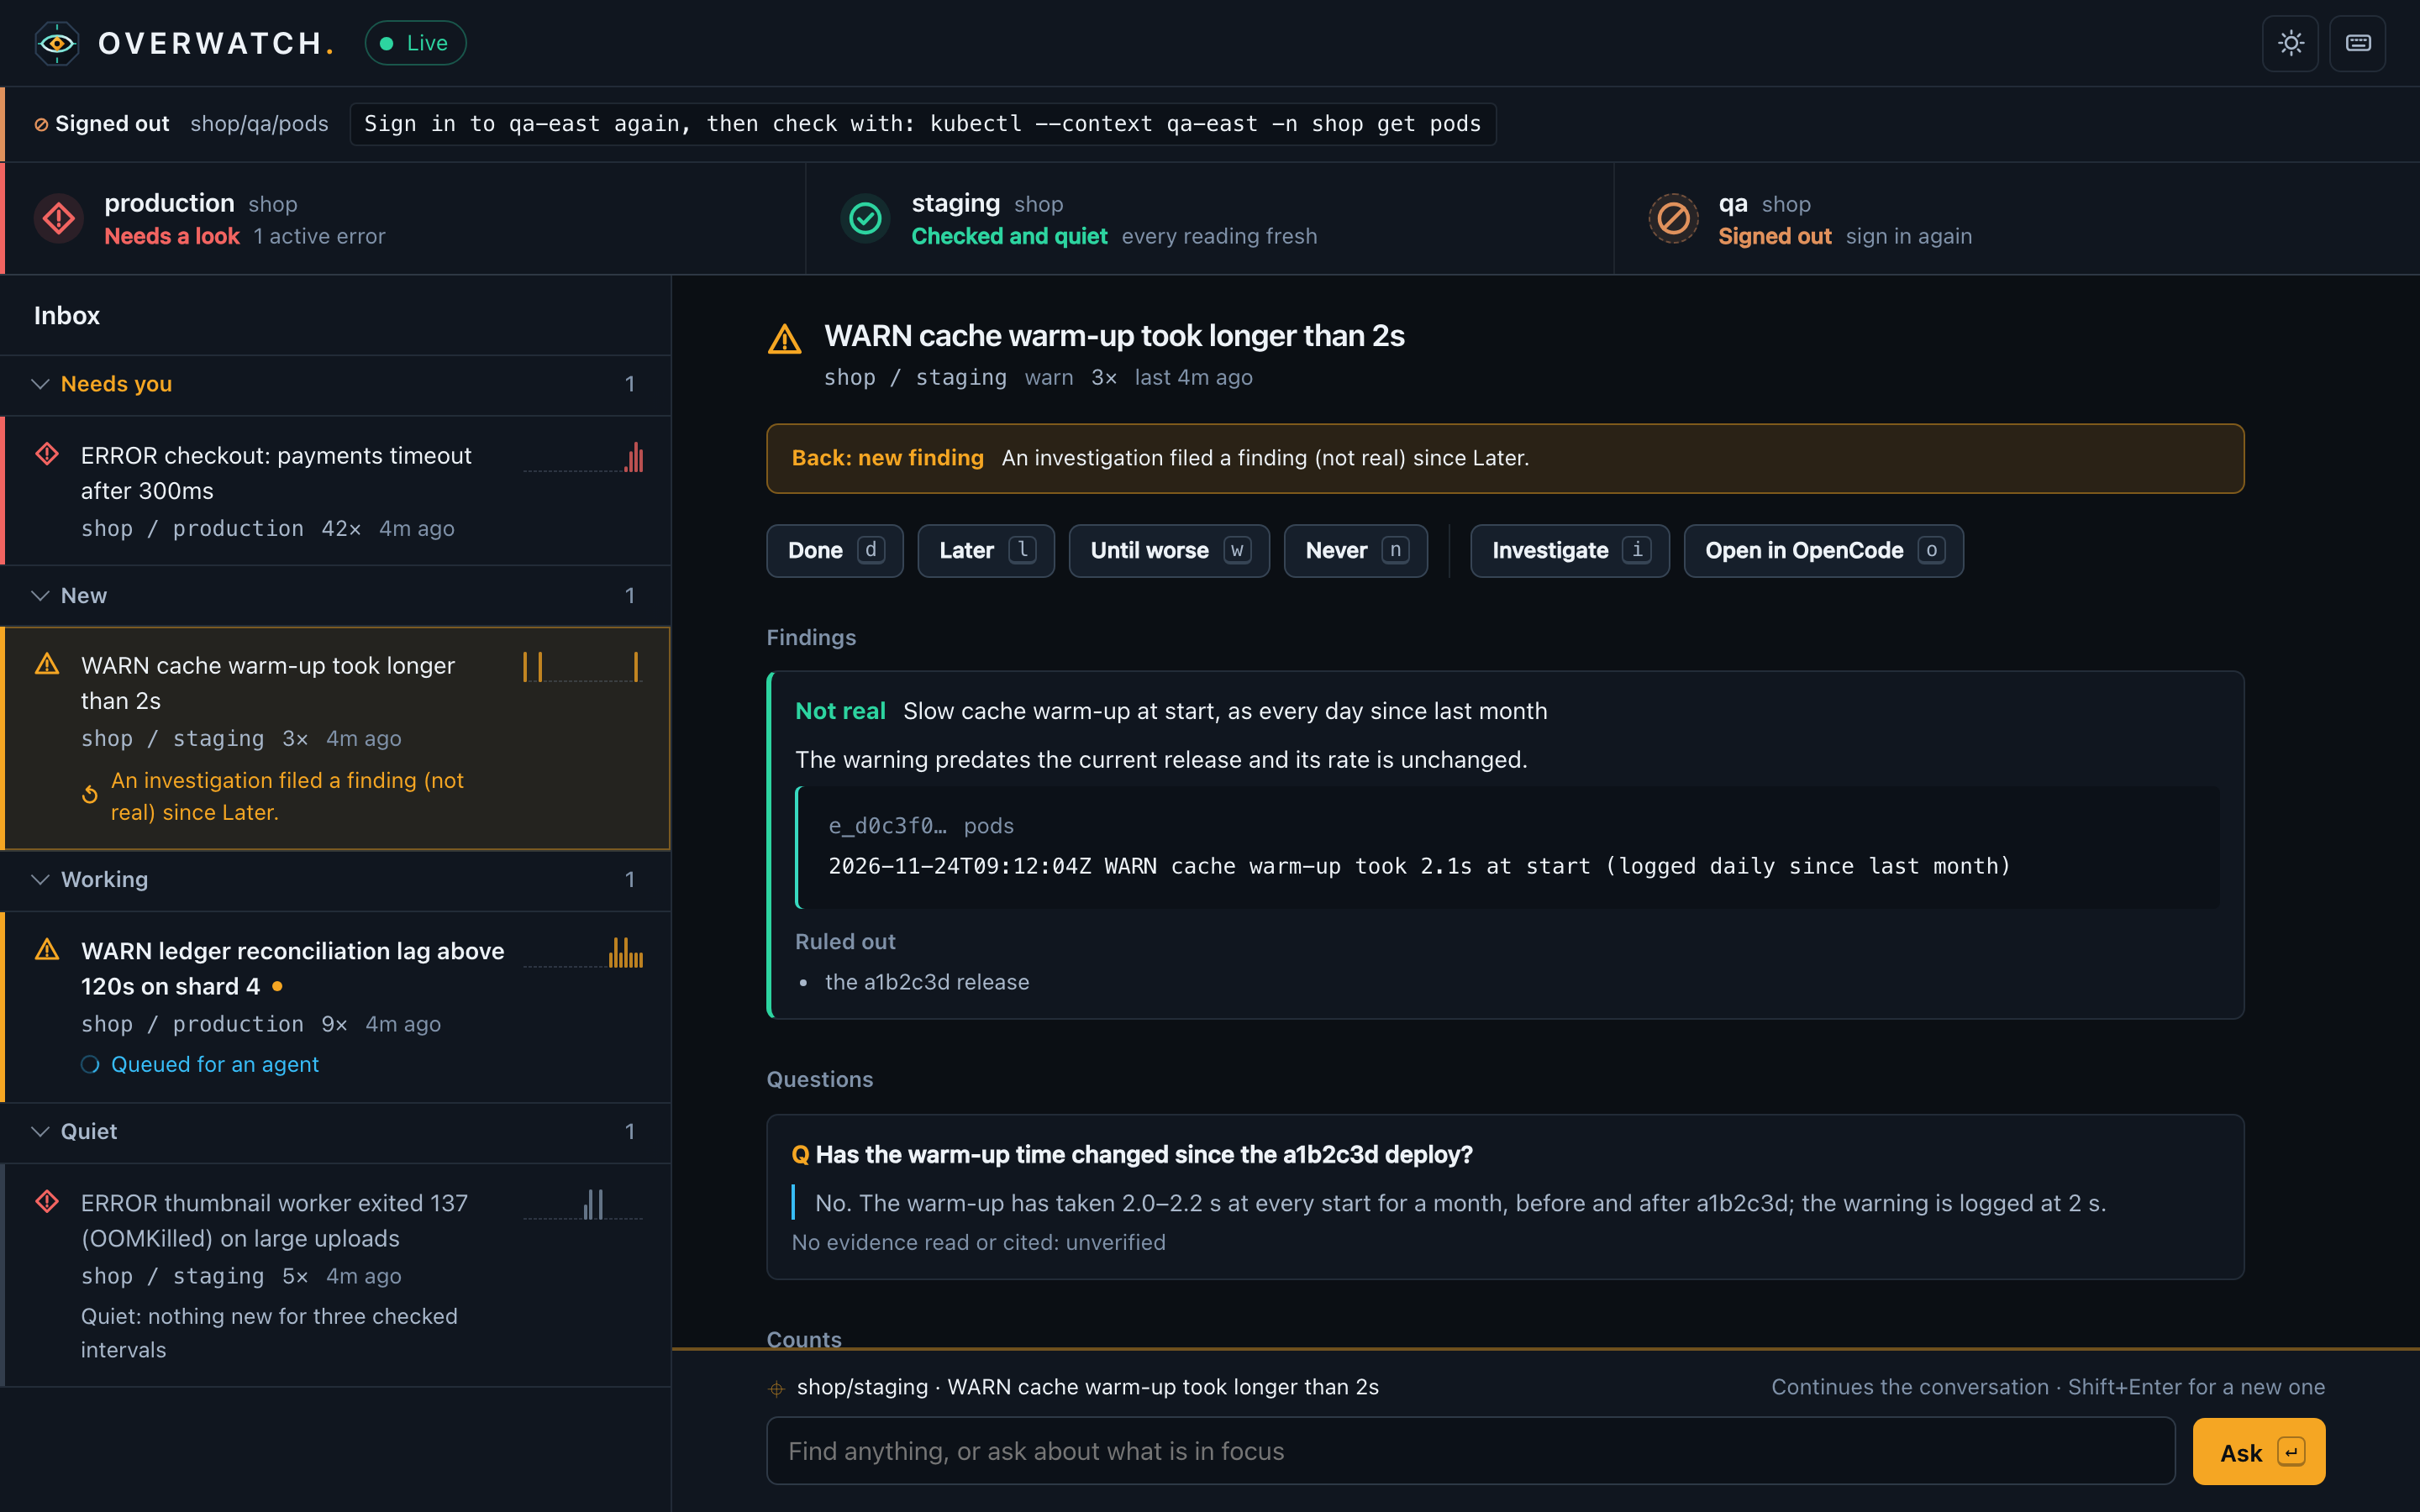 OVERWATCH.
Live
Signed out shop/qa/pods Sign in to qa-east again, then check with: kubectl --context qa-east -n shop get pods
production shop
Needs a look 1 active error
staging shop
Checked and quiet every reading fresh
qa shop
Signed out sign in again
Inbox
Needs you 1
ERROR checkout: payments timeout
after 300ms
shop / production 42× 4m ago
New 1
WARN cache warm-up took longer
than 2s
shop / staging 3× 4m ago
An investigation filed a finding (not
real) since Later.
Working 1
WARN ledger reconciliation lag above
120s on shard 4
shop / production 9× 4m ago
Queued for an agent
Quiet 1
ERROR thumbnail worker exited 137
(OOMKilled) on large uploads
shop / staging 5× 4m ago
Quiet: nothing new for three checked
intervals
WARN cache warm-up took longer than 2s
shop / staging warn 3× last 4m ago
Back: new finding An investigation filed a finding (not real) since Later.
Done d Later l Until worse w Never n Investigate i Open in OpenCode o
Findings
Not real Slow cache warm-up at start, as every day since last month
The warning predates the current release and its rate is unchanged.
e_d0c3f0… pods
2026-11-24T09:12:04Z WARN cache warm-up took 2.1s at start (logged daily since last month)
Ruled out
• the a1b2c3d release
Questions
Q Has the warm-up time changed since the a1b2c3d deploy?
No. The warm-up has taken 2.0–2.2 s at every start for a month, before and after a1b2c3d; the warning is logged at 2 s.
No evidence read or cited: unverified
Counts
shop/staging · WARN cache warm-up took longer than 2s
Continues the conversation · Shift+Enter for a new one
Find anything, or ask about what is in focus
Ask ↵